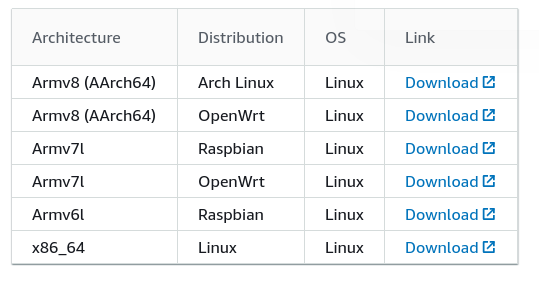 Architecture Distribution OS Link
Armv8 (AArch64) Arch Linux Linux Download
Armv8 (AArch64) OpenWrt Linux Download
Armv7l Raspbian Linux Download
Armv7l OpenWrt Linux Download
Armv6l Raspbian Linux Download
x86_64 Linux Linux Download